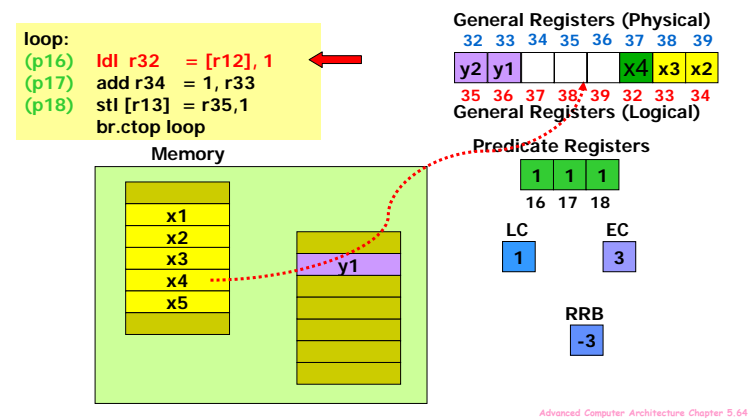 General Registers (Physical)
32 33 34 35 36 37 38 39
y2 y1 x4 x3 x2
35 36 37 38 39 32 33 34
General Registers (Logical)
loop:
(p16) ldl r32 = [r12], 1
(p17) add r34 = 1, r33
(p18) stl [r13] = r35,1
br.ctop loop
Memory
x1
x2
x3
x4
x5
y1
Predicate Registers
1 1 1
16 17 18
LC EC
1 3
RRB
-3
Advanced Computer Architecture Chapter 5.64